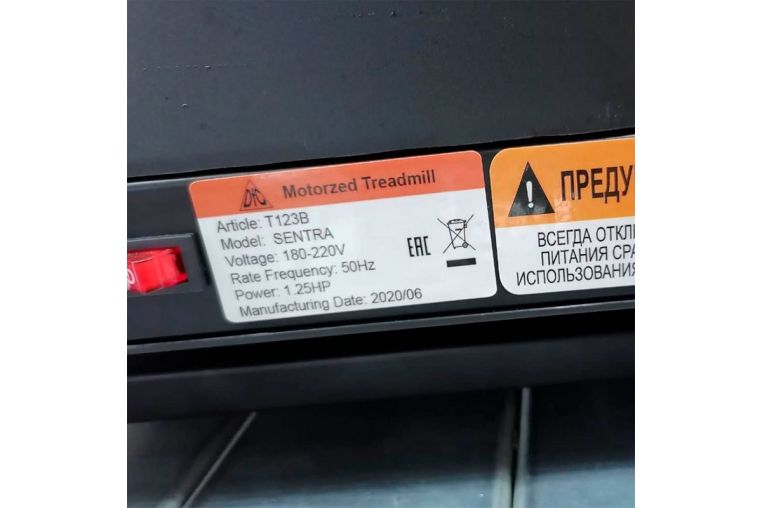 DFC Motorzed Treadmill
Article: T123B
Model: SENTRA
Voltage: 180-220V
Rate Frequency: 50Hz
Power: 1.25HP
Manufacturing Date: 2020/06
EAC
ПРЕДУ
ВСЕГДА ОТКЛ
ПИТАНИЯ СРА
ИСПОЛЬЗОВАНИЯ